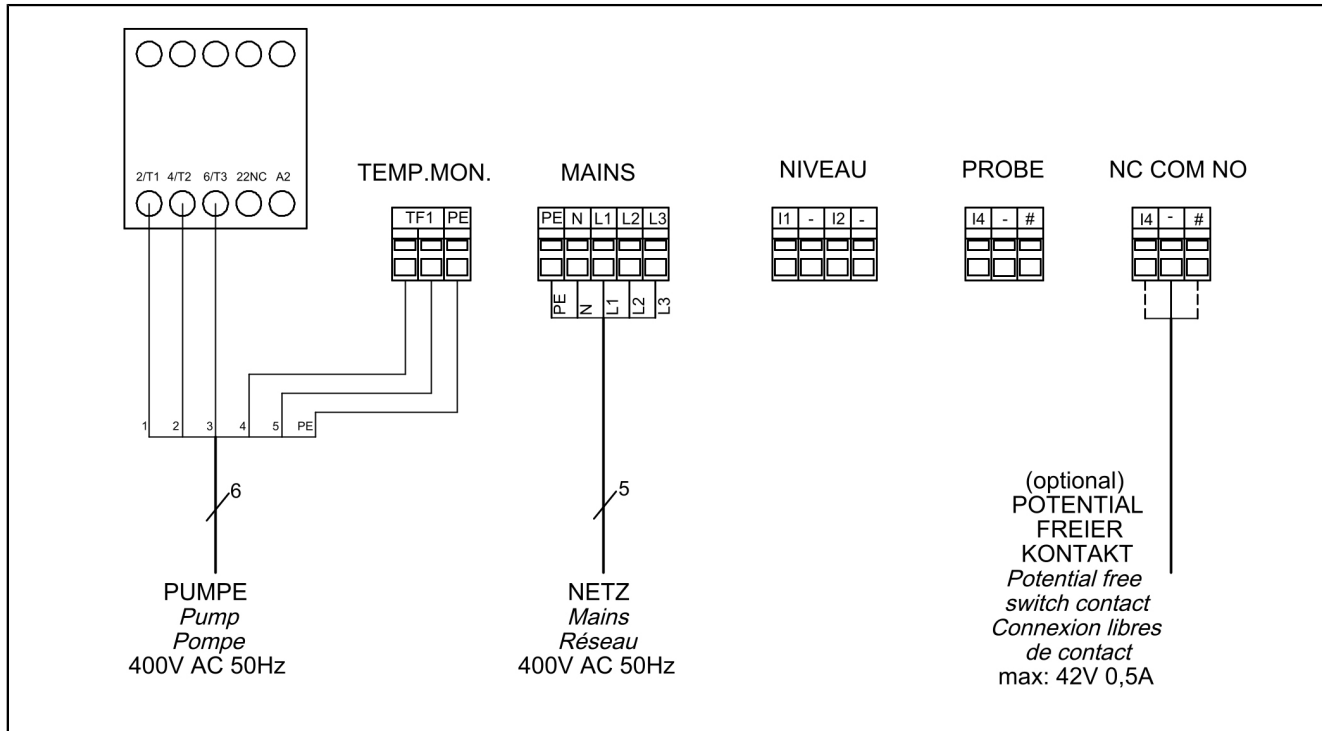 2/T1 4/T2 6/T3 22NC A2
TEMP.MON. MAINS NIVEAU PROBE NC COM NO
TF1 PE
PE N L1 L2 L3
I1 - I2 -
I4 - #
I4 - #
PE N L1 L2 L3
1 2 3 4 5 PE
6
5
PUMPE
Pump
Pompe
400V AC 50Hz
NETZ
Mains
Réseau
400V AC 50Hz
(optional)
POTENTIAL
FREIER
KONTAKT
Potential free
switch contact
Connexion libres
de contact
max: 42V 0,5A